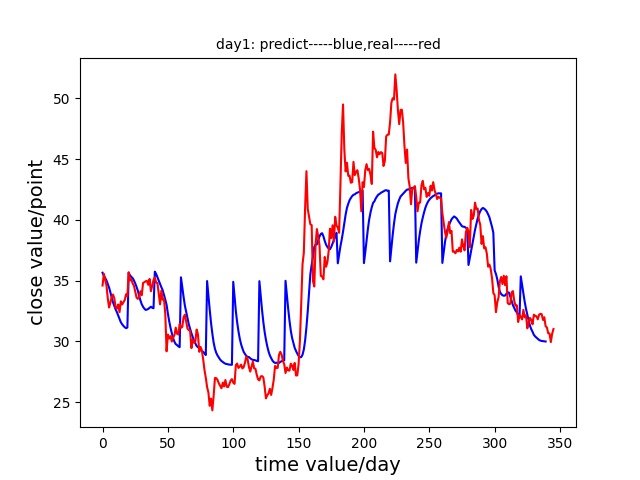 day1: predict-----blue,real-----red
close value/point
50
45
40
35
30
25
0 50 100 150 200 250 300 350
time value/day